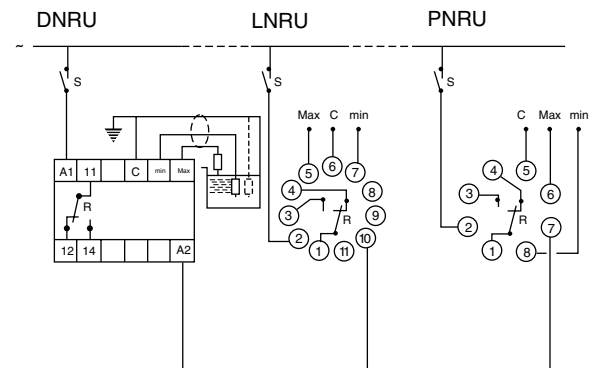 DNRU LNRU PNRU
~
S S S
Max C min C Max min
A1 11 C min Max
R
12 14 A2
5 6 7
4 8
3 9
R
2 10
1 11
4 5
3 6
R
2 7
1 8